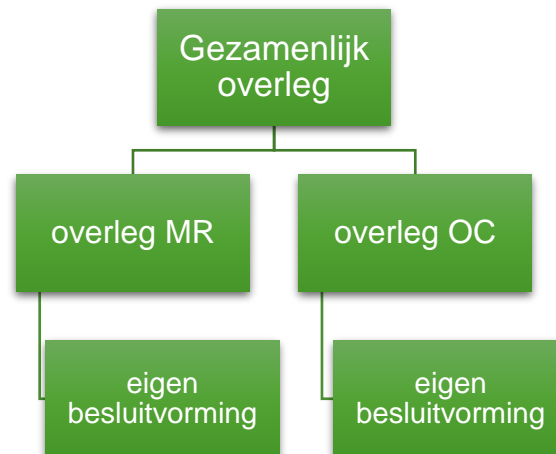 Gezamenlijk
overleg
overleg MR
overleg OC
eigen
besluitvorming
eigen
besluitvorming